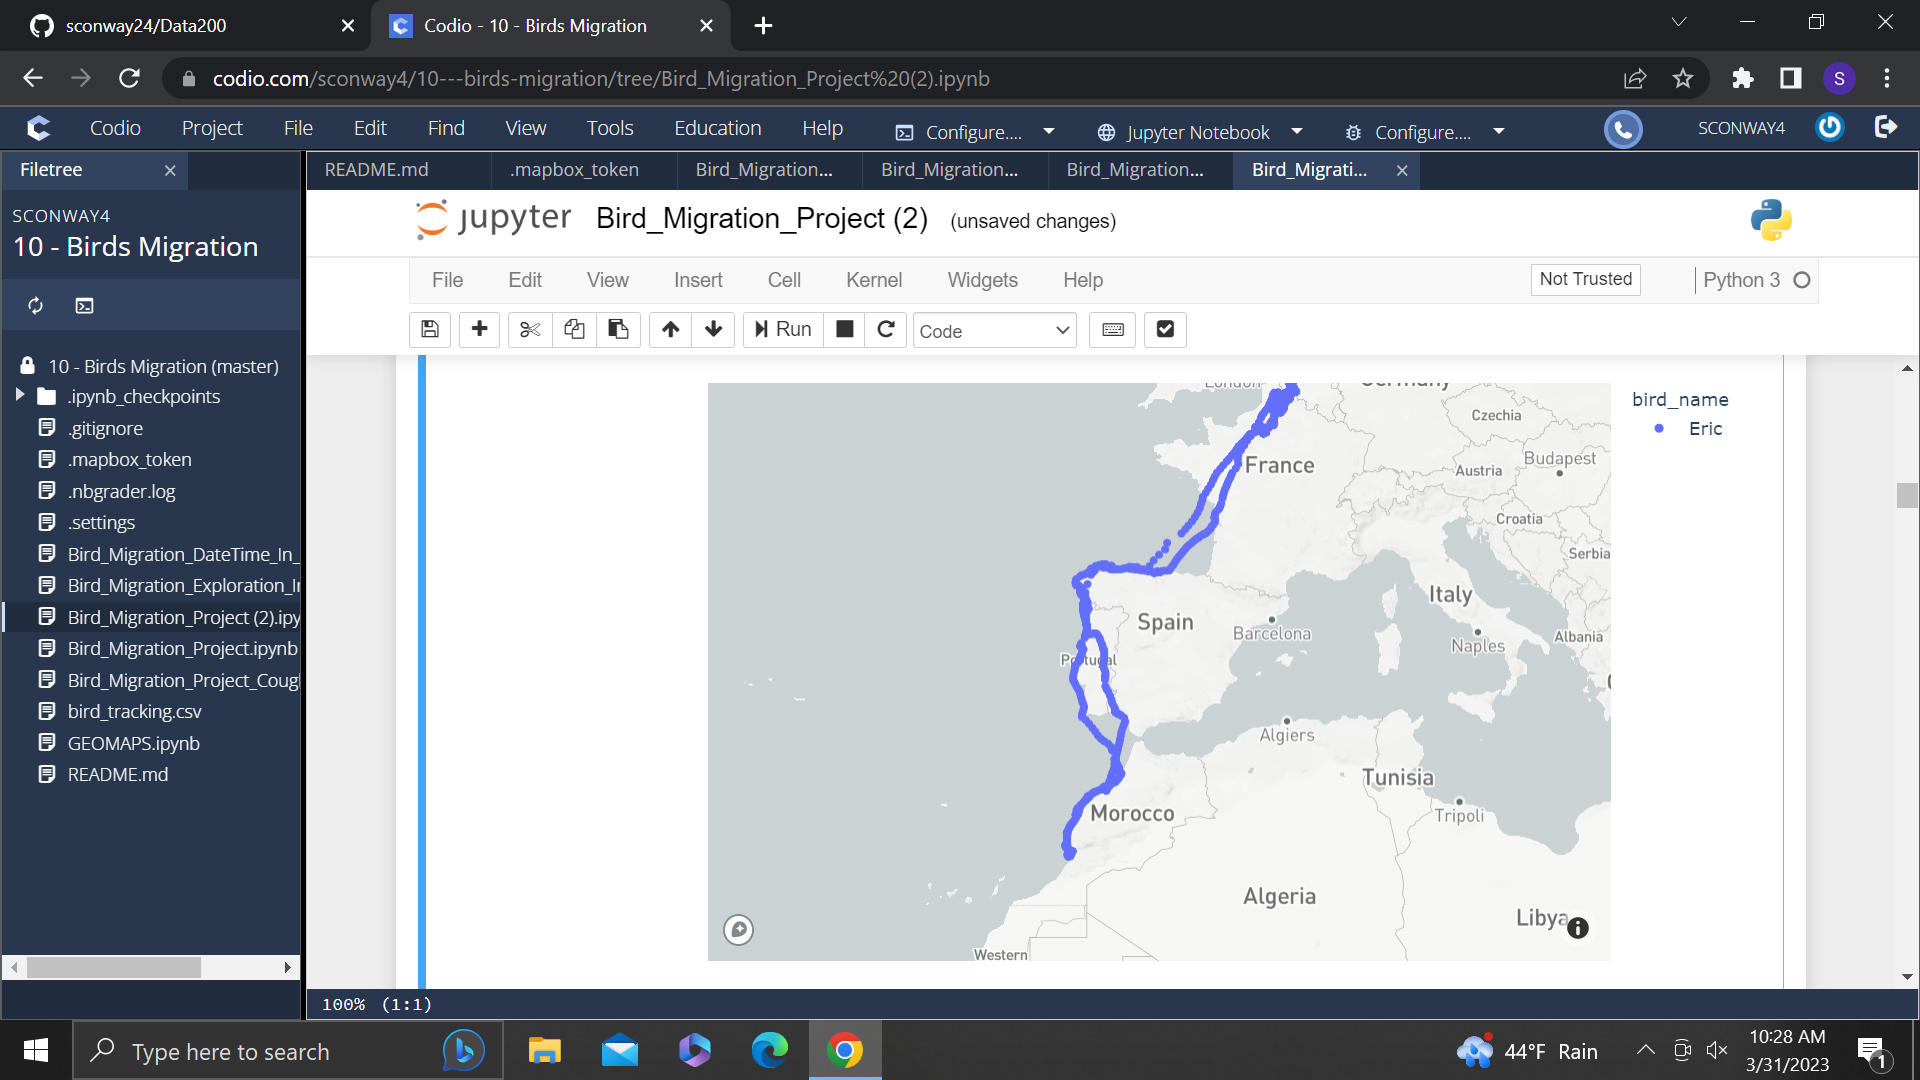 sconway24/Data200
Codio - 10 - Birds Migration
codio.com/sconway4/10---birds-migration/tree/Bird_Migration_Project%20(2).ipynb
S
Codio Project File Edit Find View Tools Education Help Configure.... Jupyter Notebook Configure.... SCONWAY4
Filetree
README.md .mapbox_token Bird_Migration... Bird_Migration... Bird_Migration... Bird_Migrati...
SCONWAY4
10 - Birds Migration
jupyter Bird_Migration_Project (2) (unsaved changes)
File Edit View Insert Cell Kernel Widgets Help Not Trusted Python 3
Run Code
10 - Birds Migration (master)
.ipynb_checkpoints
.gitignore
.mapbox_token
.nbgrader.log
.settings
Bird_Migration_DateTime_In_
Bird_Migration_Exploration_I
Bird_Migration_Project (2).ipy
Bird_Migration_Project.ipynb
Bird_Migration_Project_Coug
bird_tracking.csv
GEOMAPS.ipynb
README.md
London
Germany
Czechia
France
Budapest
Austria
Croatia
Serbia
Italy
Spain
Barcelona
Naples
Albania
Portugal
Algiers
Tunisia
Morocco
Tripoli
Algeria
Libya
Western
bird_name
Eric
100% (1:1)
Type here to search
44°F Rain
10:28 AM
3/31/2023
1